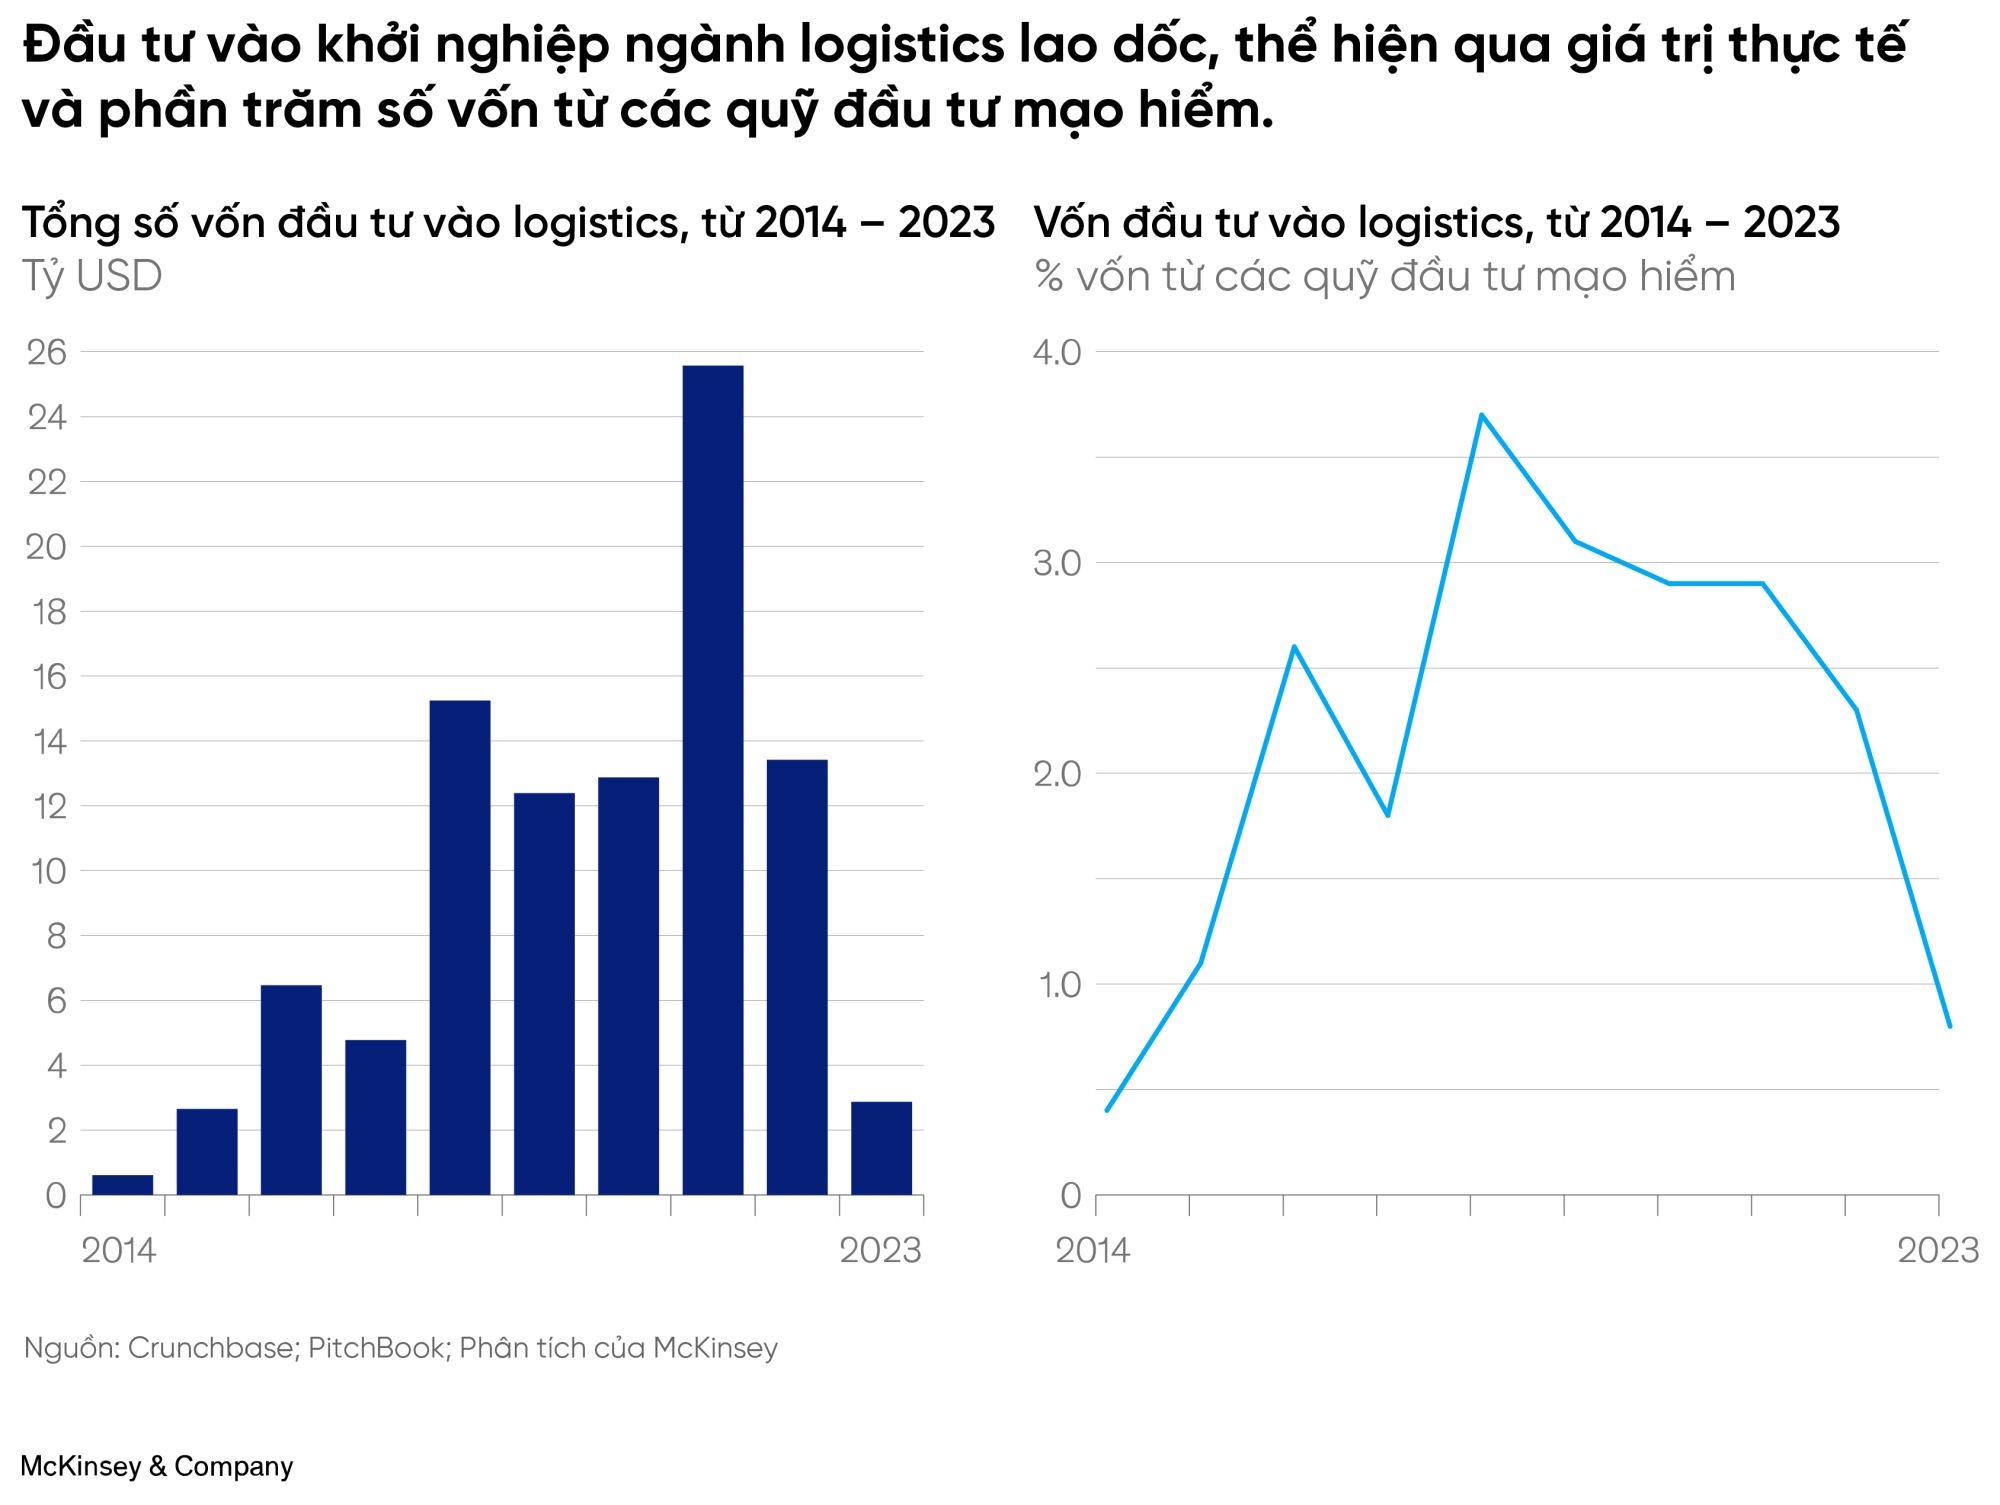 Đầu tư vào khởi nghiệp ngành logistics lao dốc, thể hiện qua giá trị thực tế
và phần trăm số vốn từ các quỹ đầu tư mạo hiểm.
Tổng số vốn đầu tư vào logistics, từ 2014 – 2023
Tỷ USD
26
24
22
20
18
16
14
12
10
8
6
4
2
0
2014
2023
Vốn đầu tư vào logistics, từ 2014 – 2023
% vốn từ các quỹ đầu tư mạo hiểm
4.0
3.0
2.0
1.0
0
2014
2023
Nguồn: Crunchbase; PitchBook; Phân tích của McKinsey
McKinsey & Company